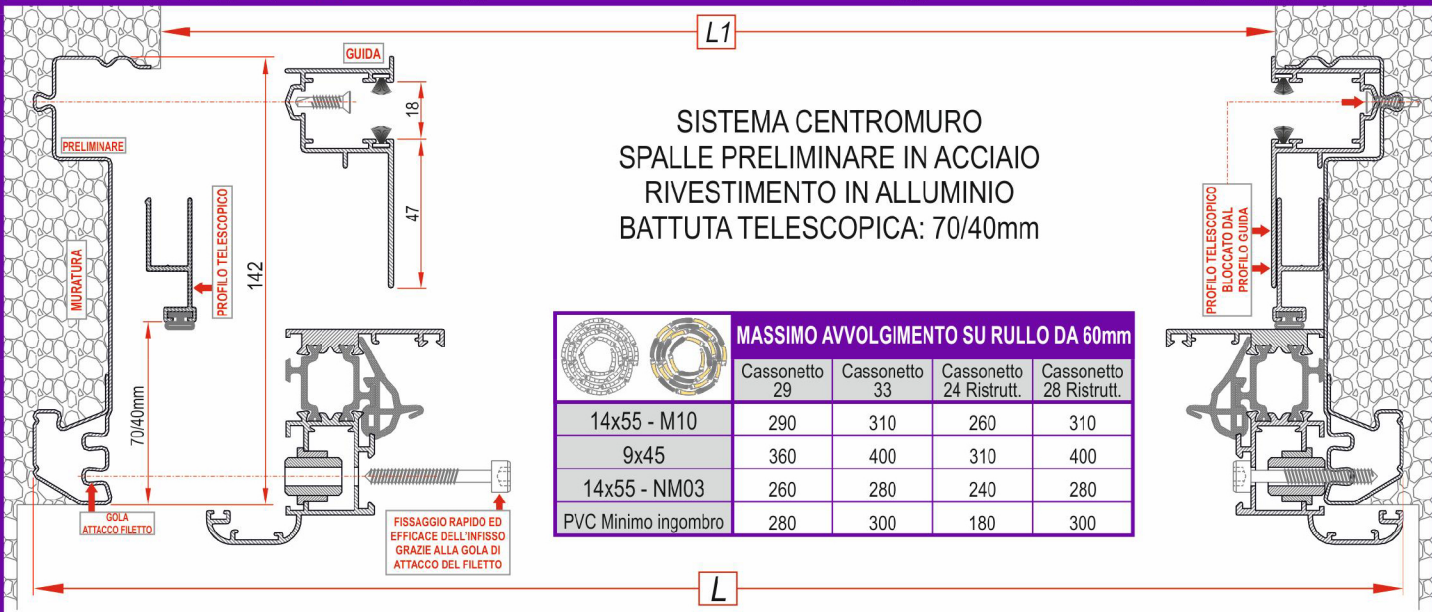 L1
GUIDA
18
47
PRELIMINARE
MURATURA
PROFILO TELESCOPICO
142
70/40mm
GOLA
ATTACCO FILETTO
FISSAGGIO RAPIDO ED
EFFICACE DELL'INFISSO
GRAZIE ALLA GOLA DI
ATTACCO DEL FILETTO
SISTEMA CENTROMURO
SPALLE PRELIMINARE IN ACCIAIO
RIVESTIMENTO IN ALLUMINIO
BATTUTA TELESCOPICA: 70/40mm
MASSIMO AVVOLGIMENTO SU RULLO DA 60mm
Cassonetto 29 Cassonetto 33 Cassonetto 24 Ristrutt. Cassonetto 28 Ristrutt.
14x55 - M10 290 310 260 310
9x45 360 400 310 400
14x55 - NM03 260 280 240 280
PVC Minimo ingombro 280 300 180 300
PROFILO TELESCOPICO
BLOCCATO DAL
PROFILO GUIDA
L